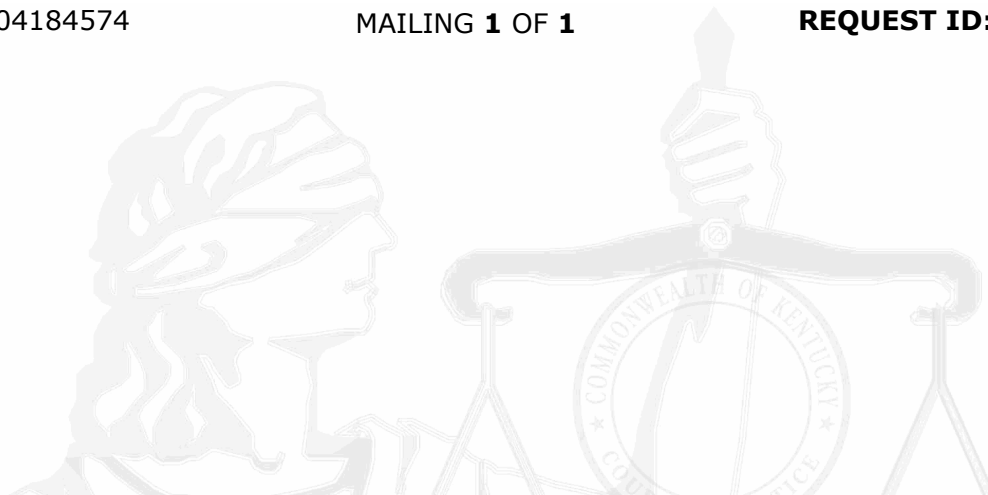 04184574 MAILING 1 OF 1 REQUEST ID:
COMMONWEALTH OF KENTUCKY